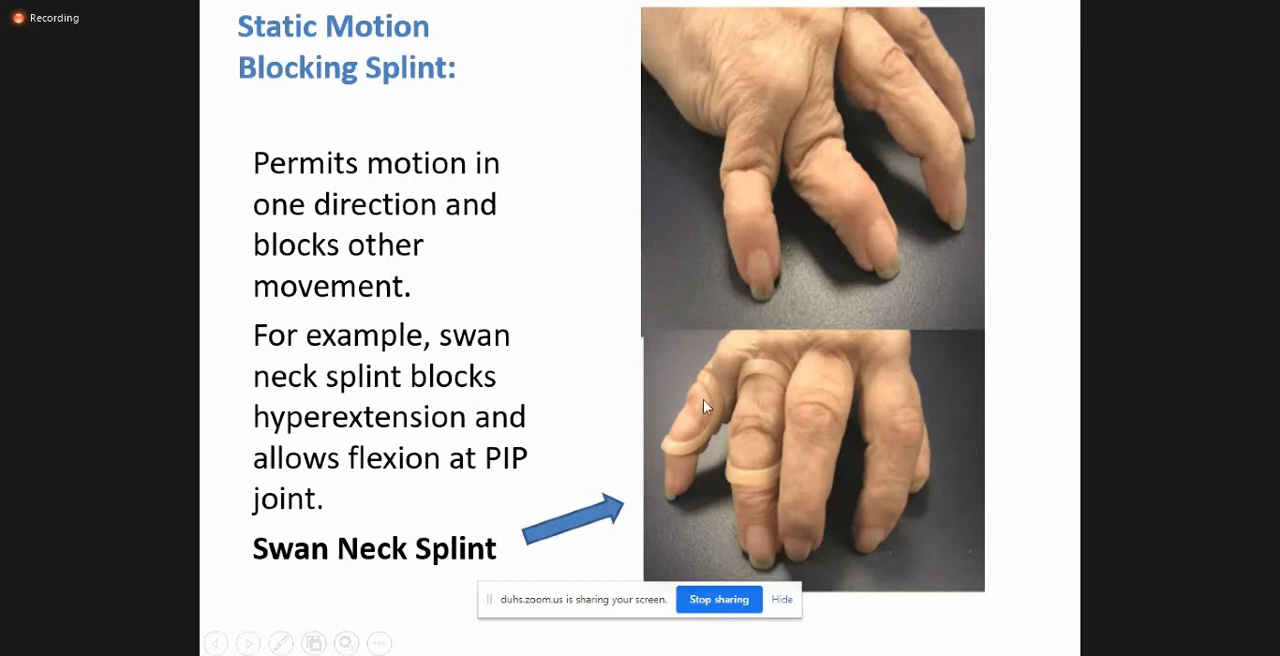 Recording
Static Motion
Blocking Splint:
Permits motion in
one direction and
blocks other
movement.
For example, swan
neck splint blocks
hyperextension and
allows flexion at PIP
joint.
Swan Neck Splint
duhs.zoom.us is sharing your screen.
Stop sharing
Hide